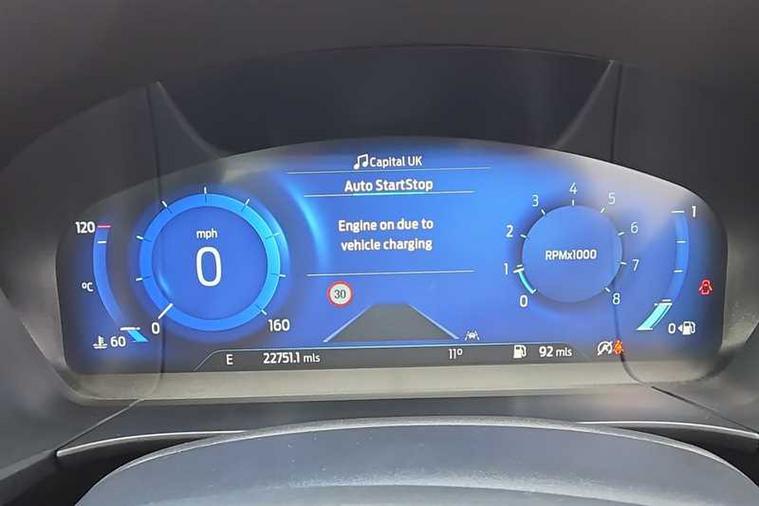 Capital UK
Auto StartStop
Engine on due to
vehicle charging
120
°C
60
mph
0
0
160
30
RPMx1000
0
1
2
3
4
5
6
7
8
1
0
E 22751.1 mls 11° 92 mls